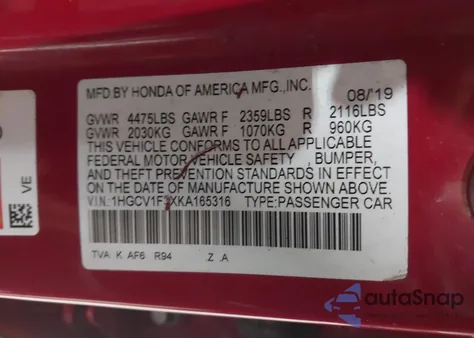 MFD BY HONDA OF AMERICA MFG.,INC. 08/'19
GVWR 4475LBS GAWR F 2359LBS R 2116LBS
GVWR 2030KG GAWR F 1070KG R 960KG
THIS VEHICLE CONFORMS TO ALL APPLICABLE
FEDERAL MOTOR VEHICLE SAFETY , BUMPER,
AND THEFT PREVENTION STANDARDS IN EFFECT
ON THE DATE OF MANUFACTURE SHOWN ABOVE.
TYPE:PASSENGER CAR
TVA K AF6 R94 .Z .A
VE
autoSnap